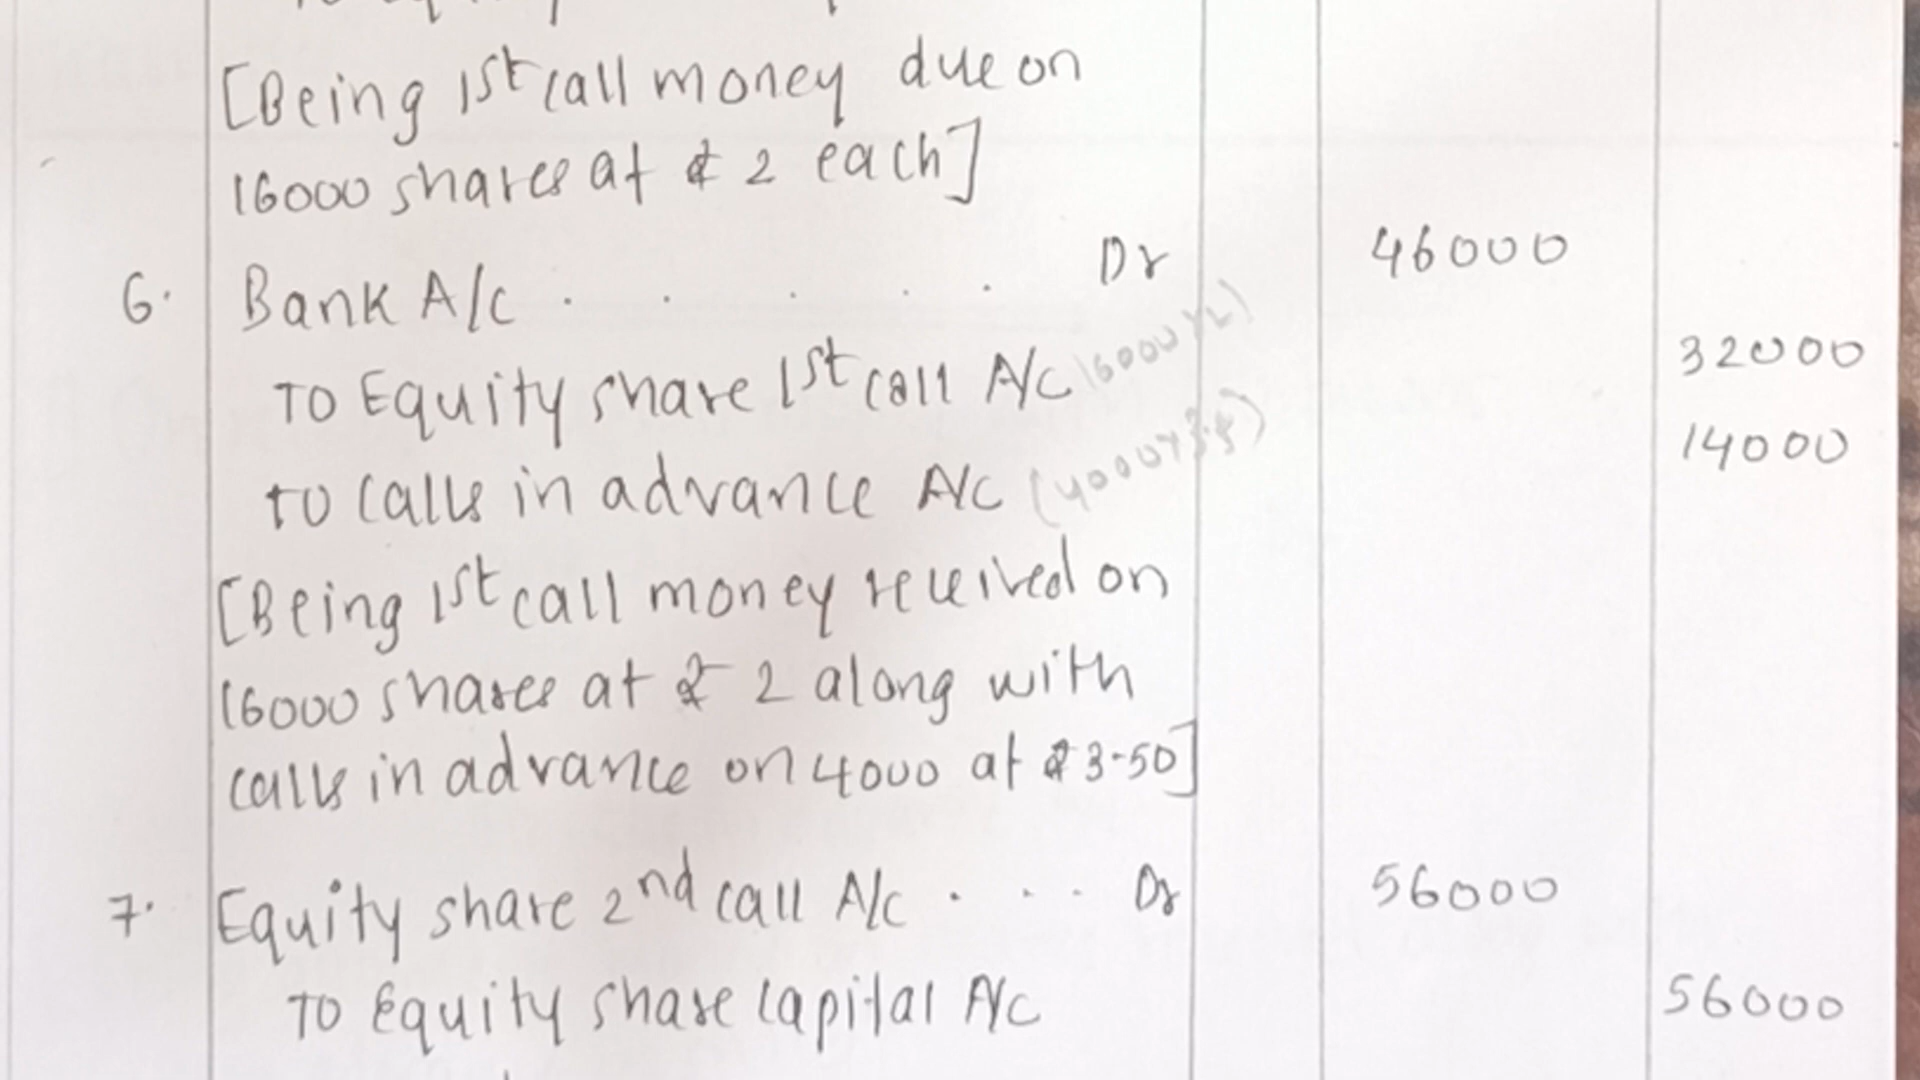 [Being 1st call money due on
16000 shares at ₹ 2 each]
6. Bank A/c . . . . . Dr 46000
To Equity share 1st call A/c (16000x2) 32000
To calls in advance A/c (4000x3.5) 14000
[Being 1st call money received on
16000 shares at ₹ 2 along with
calls in advance on 4000 at ₹3-50]
7. Equity share 2nd call A/c . . . Dr 56000
To Equity share capital A/c 56000